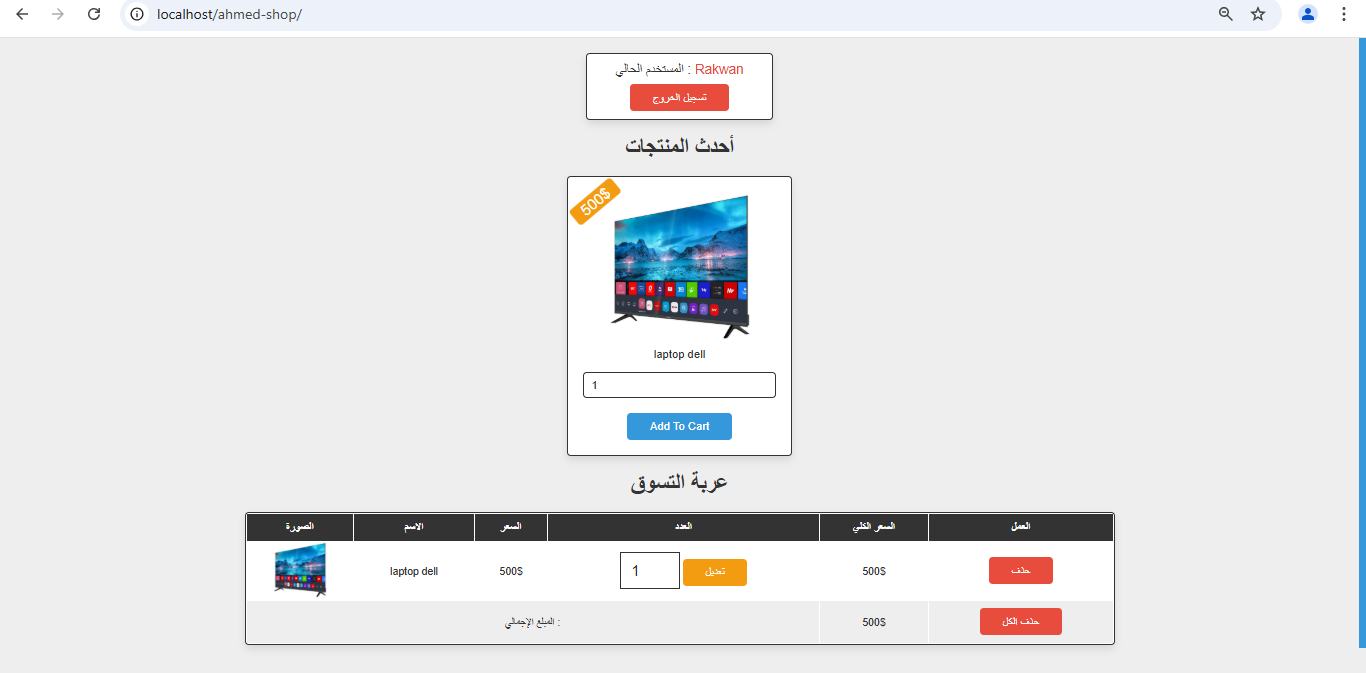 localhost/ahmed-shop/
المستخدم الحالي : Rakwan
تسجيل الخروج
أحدث المنتجات
500$
laptop dell
1
Add To Cart
عربة التسوق
الصورة الاسم السعر العدد السعر الكلي العمل
laptop dell 500$ 1 تعديل 500$ حذف
المبلغ الإجمالي : 500$ حذف الكل